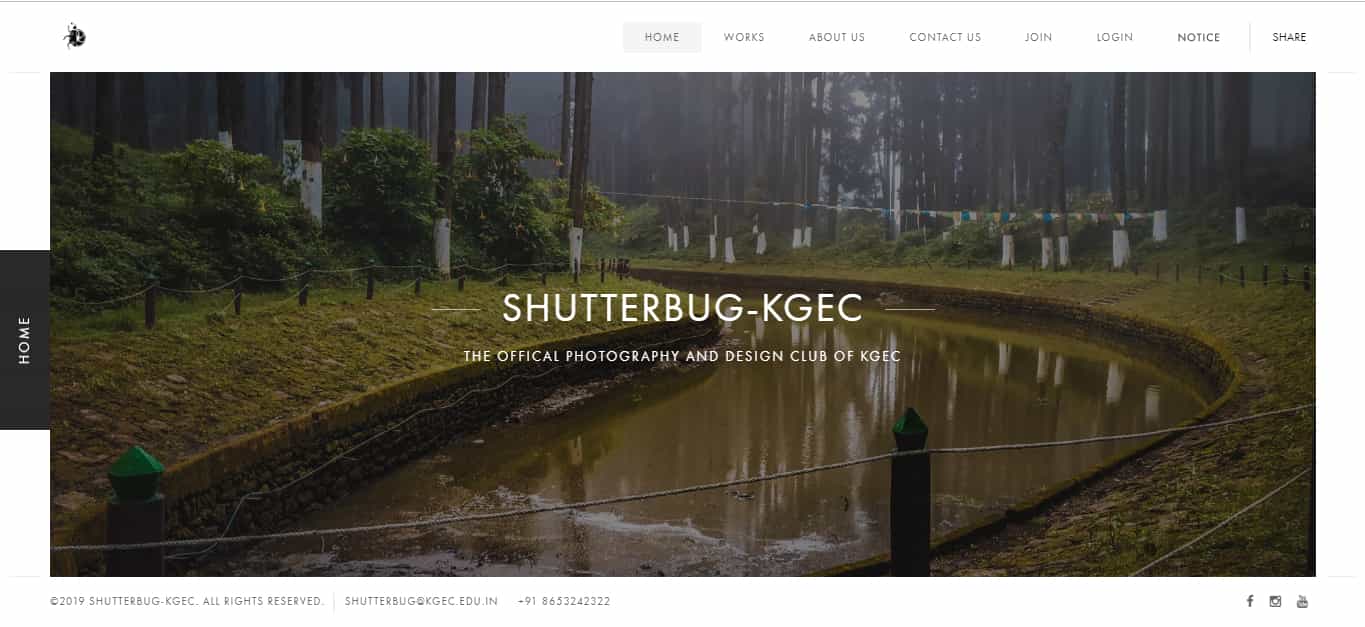 HOME WORKS ABOUT US CONTACT US JOIN LOGIN NOTICE SHARE
SHUTTERBUG-KGEC
THE OFFICAL PHOTOGRAPHY AND DESIGN CLUB OF KGEC
HOME
©2019 SHUTTERBUG-KGEC. ALL RIGHTS RESERVED. SHUTTERBUG@KGEC.EDU.IN +91 8653242322